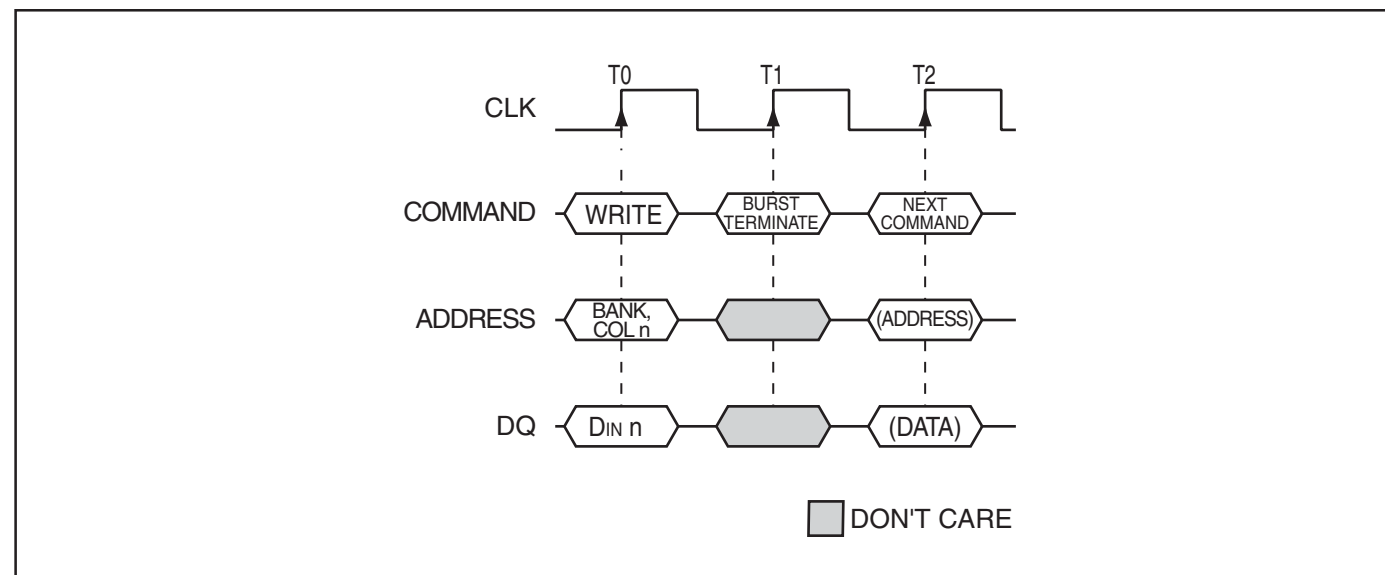 T0 T1 T2
CLK
COMMAND WRITE BURST TERMINATE NEXT COMMAND
ADDRESS BANK, COL n (ADDRESS)
DQ DIN n (DATA)
DON'T CARE